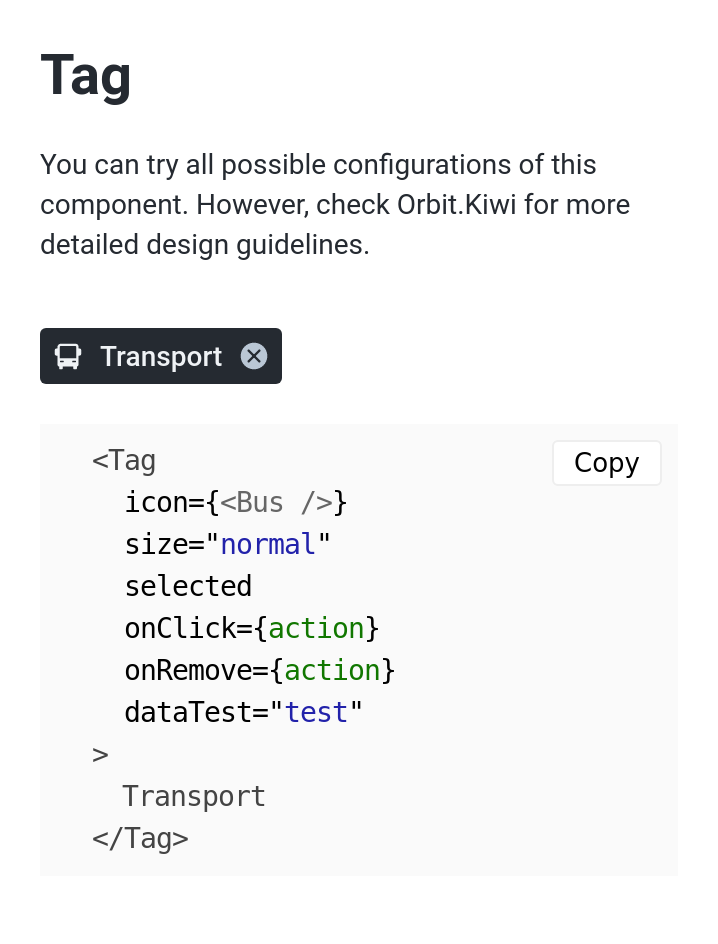 Tag
You can try all possible configurations of this
component. However, check Orbit.Kiwi for more
detailed design guidelines.
Transport
Copy
<Tag
  icon={<Bus />}
  size="normal"
  selected
  onClick={action}
  onRemove={action}
  dataTest="test"
>
  Transport
</Tag>